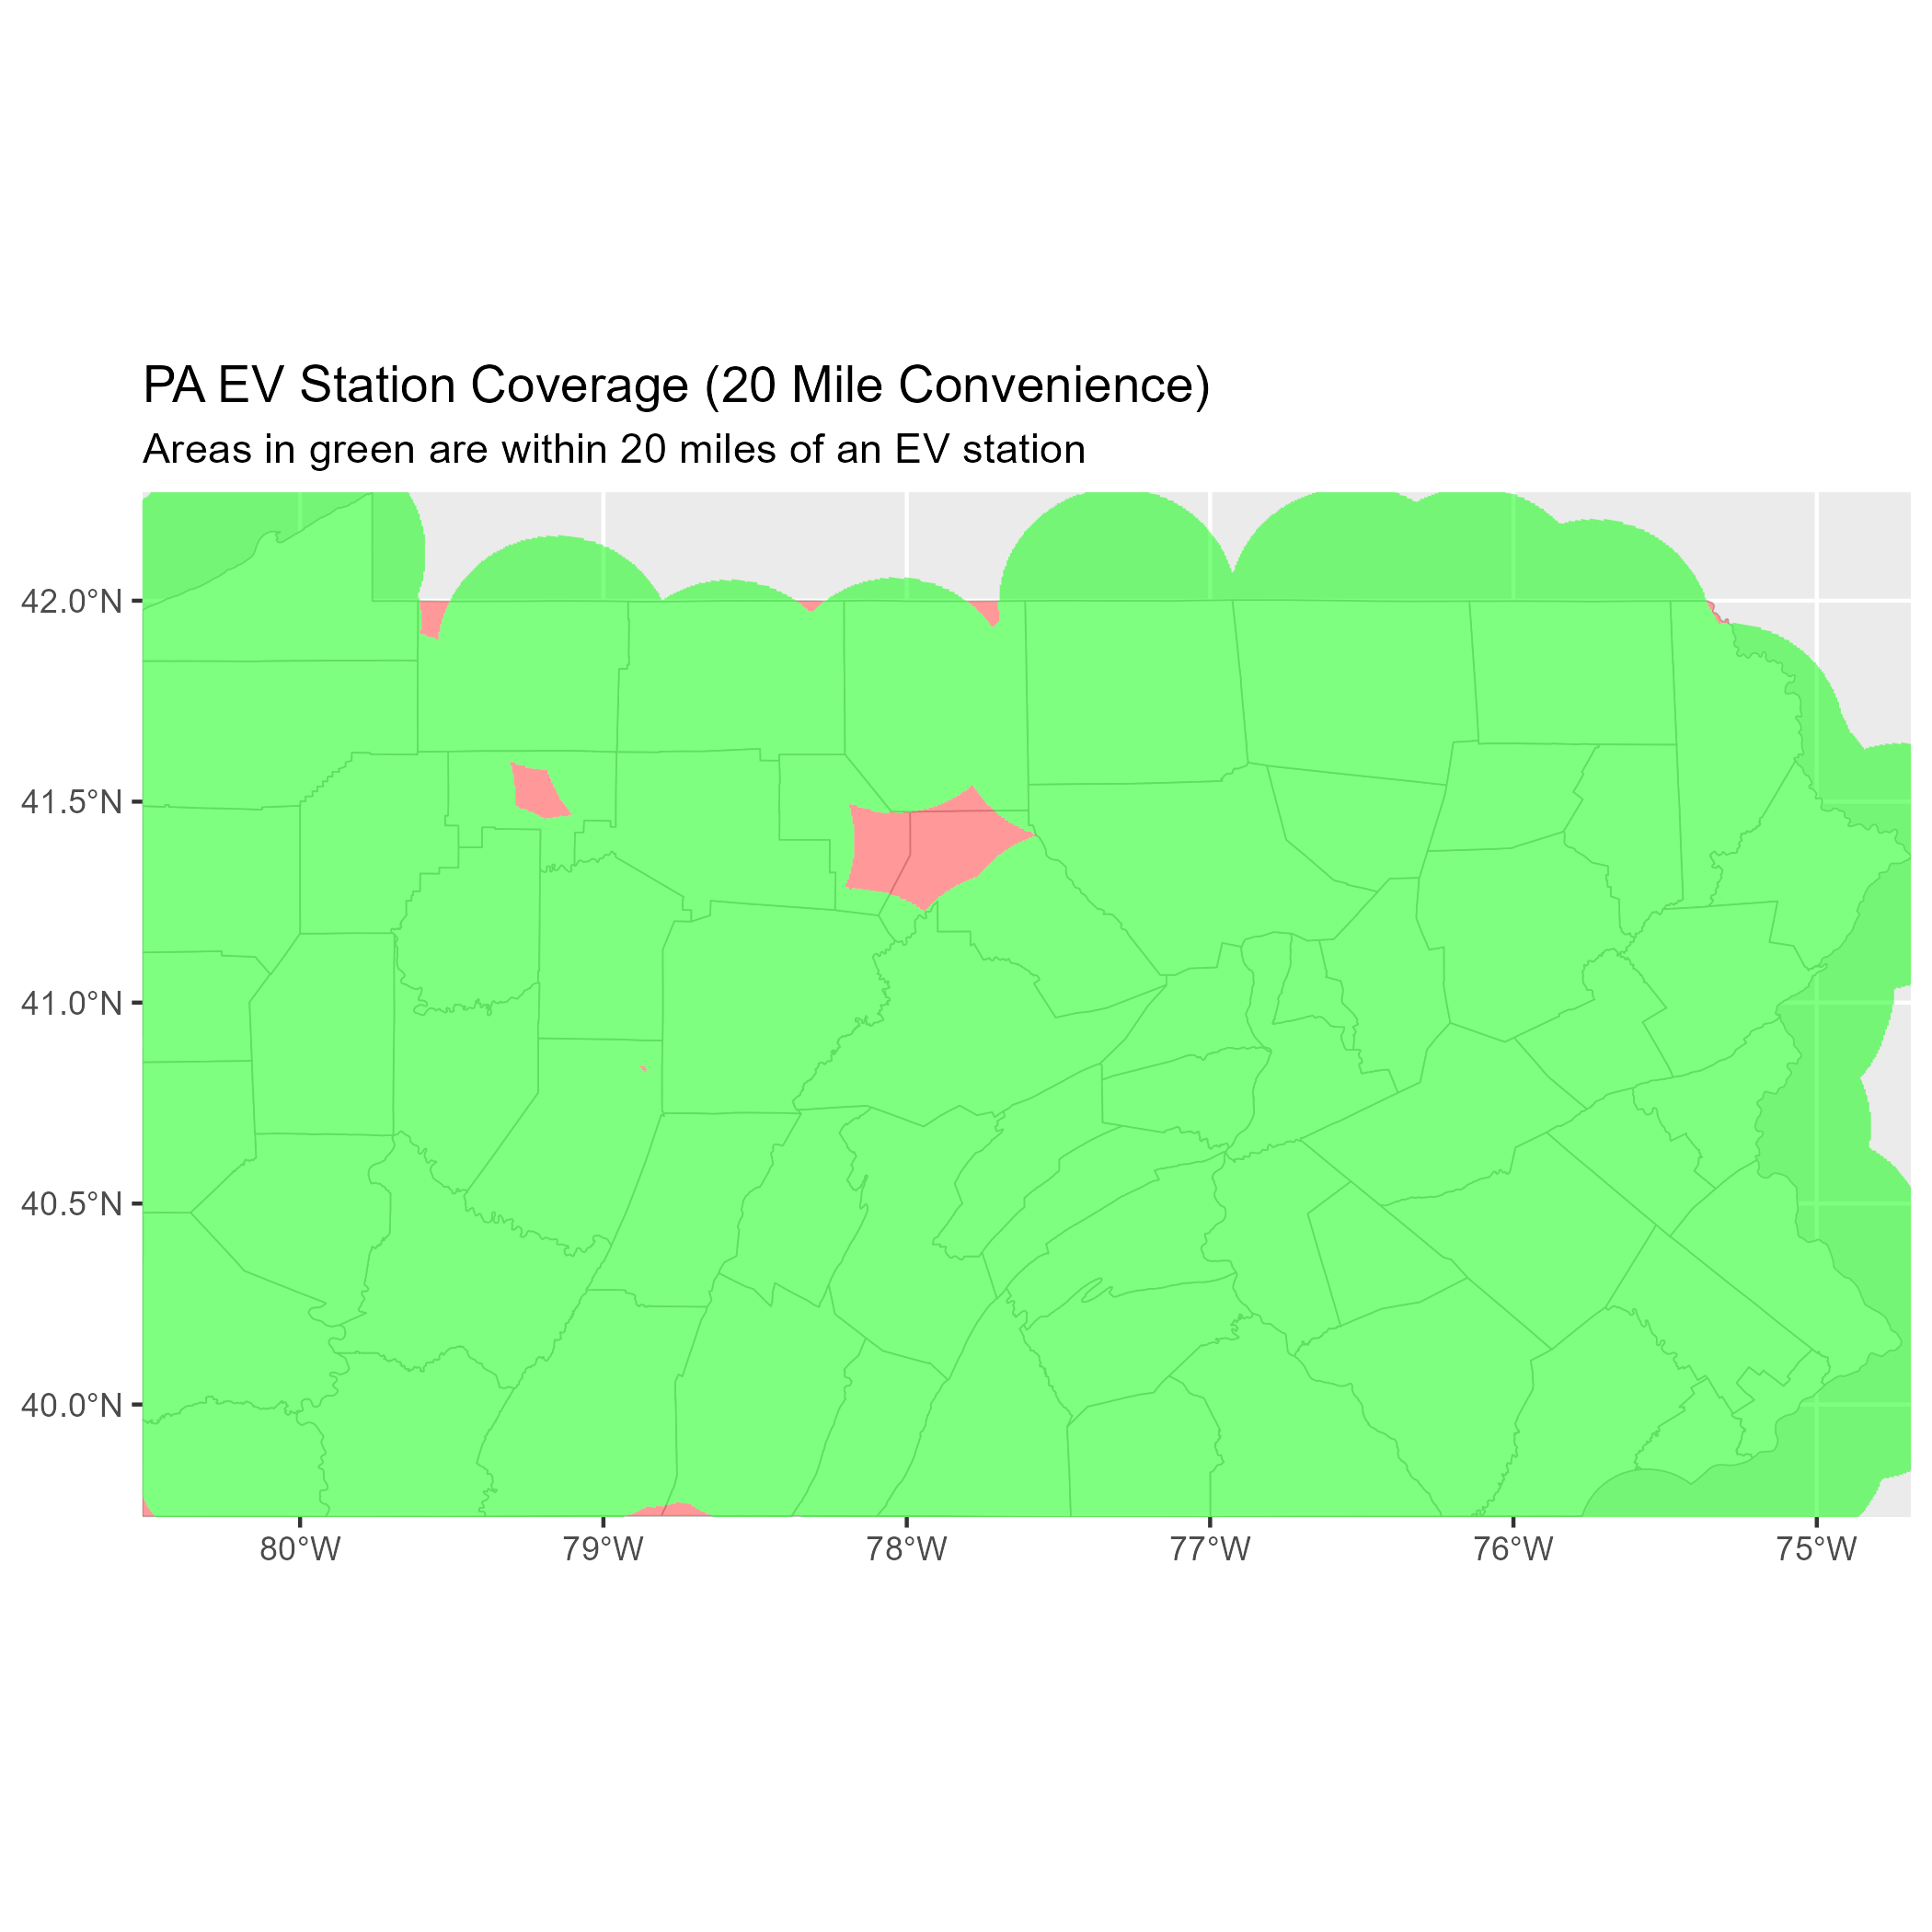 PA EV Station Coverage (20 Mile Convenience)
Areas in green are within 20 miles of an EV station
42.0°N
41.5°N
41.0°N
40.5°N
40.0°N
80°W 79°W 78°W 77°W 76°W 75°W